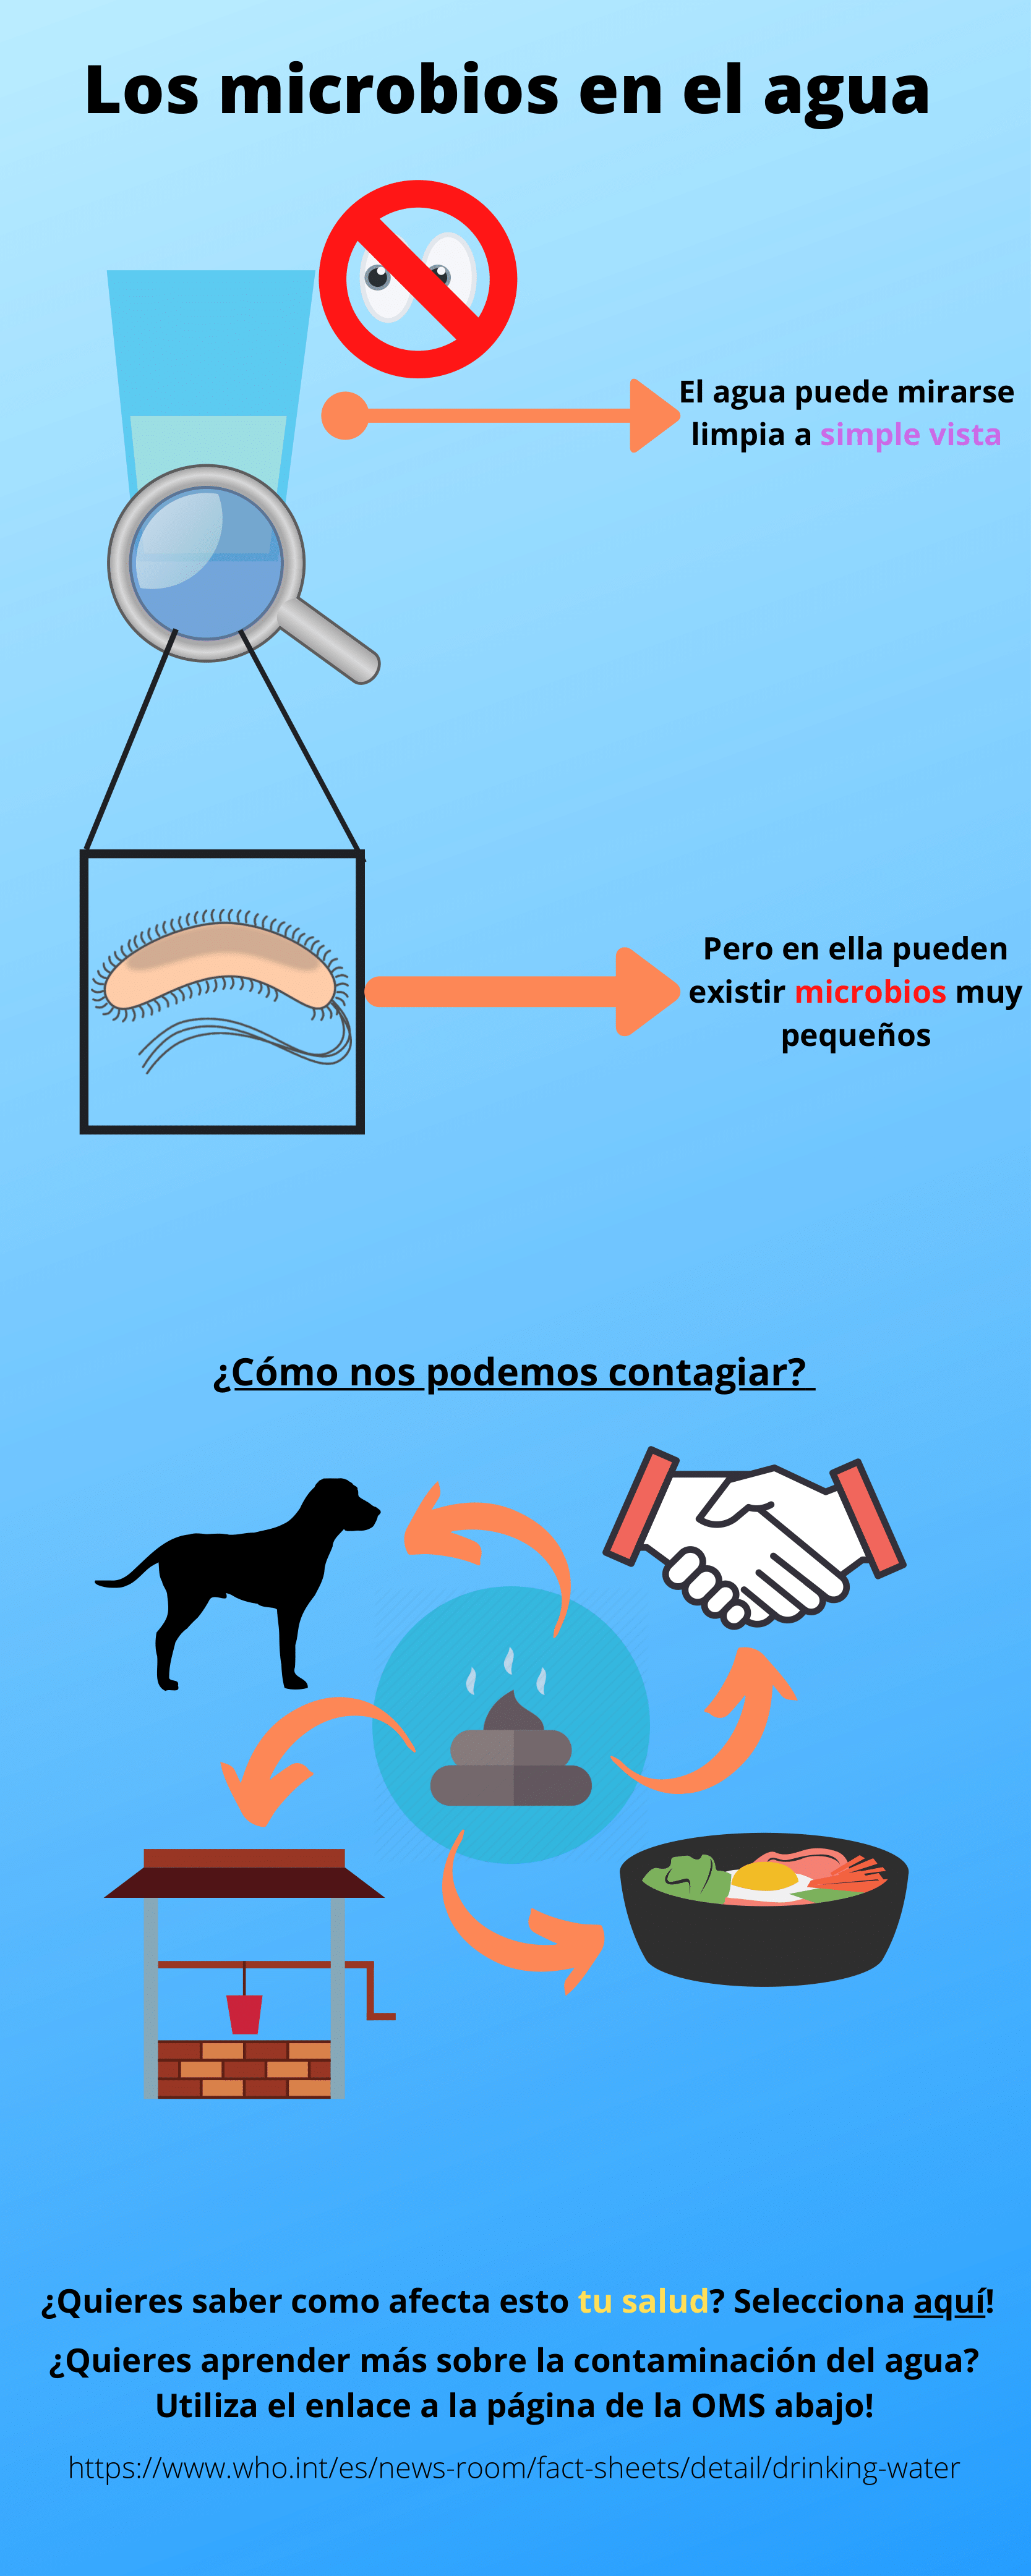 Los microbios en el agua
El agua puede mirarse
limpia a simple vista
Pero en ella pueden
existir microbios muy
pequeños
¿Cómo nos podemos contagiar?
¿Quieres saber como afecta esto tu salud? Selecciona aquí!
¿Quieres aprender más sobre la contaminación del agua?
Utiliza el enlace a la página de la OMS abajo!
https://www.who.int/es/news-room/fact-sheets/detail/drinking-water